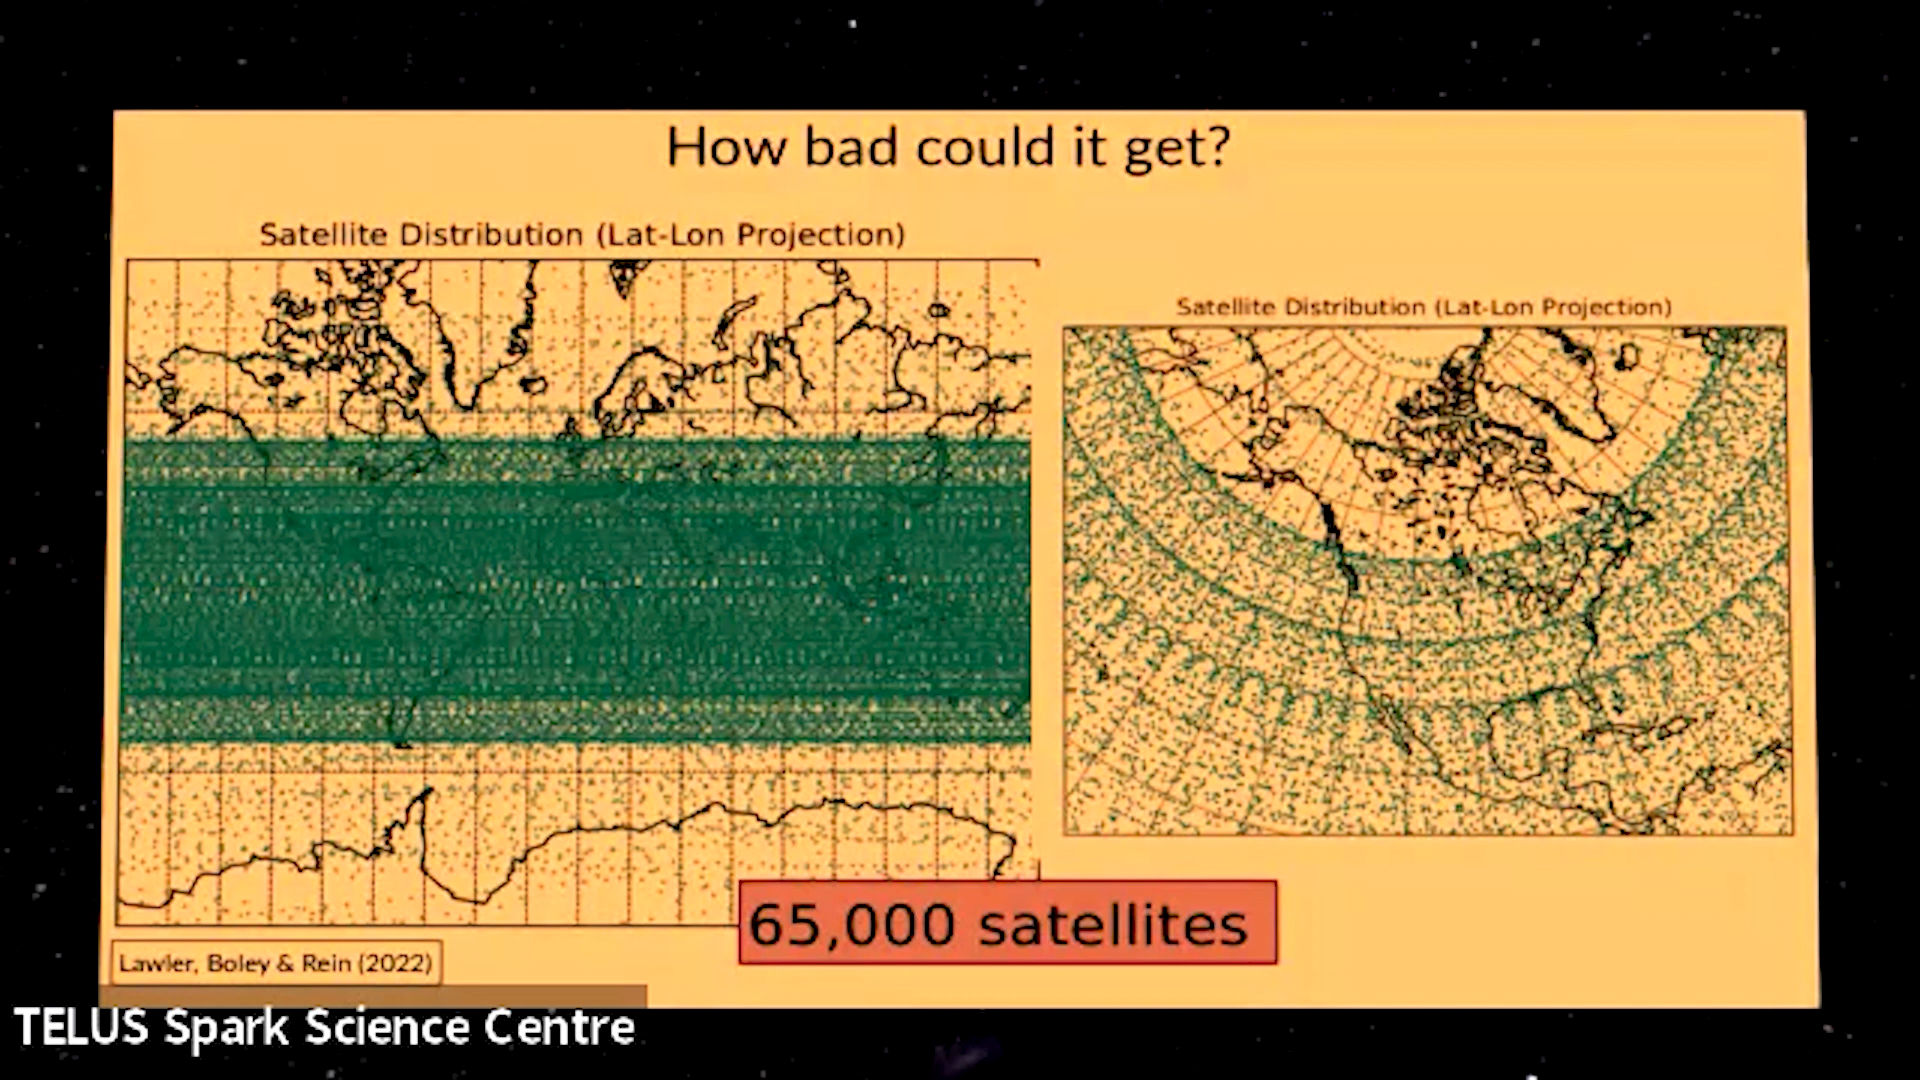 How bad could it get?
Satellite Distribution (Lat-Lon Projection)
Satellite Distribution (Lat-Lon Projection)
65,000 satellites
Lawler, Boley & Rein (2022)
TELUS Spark Science Centre